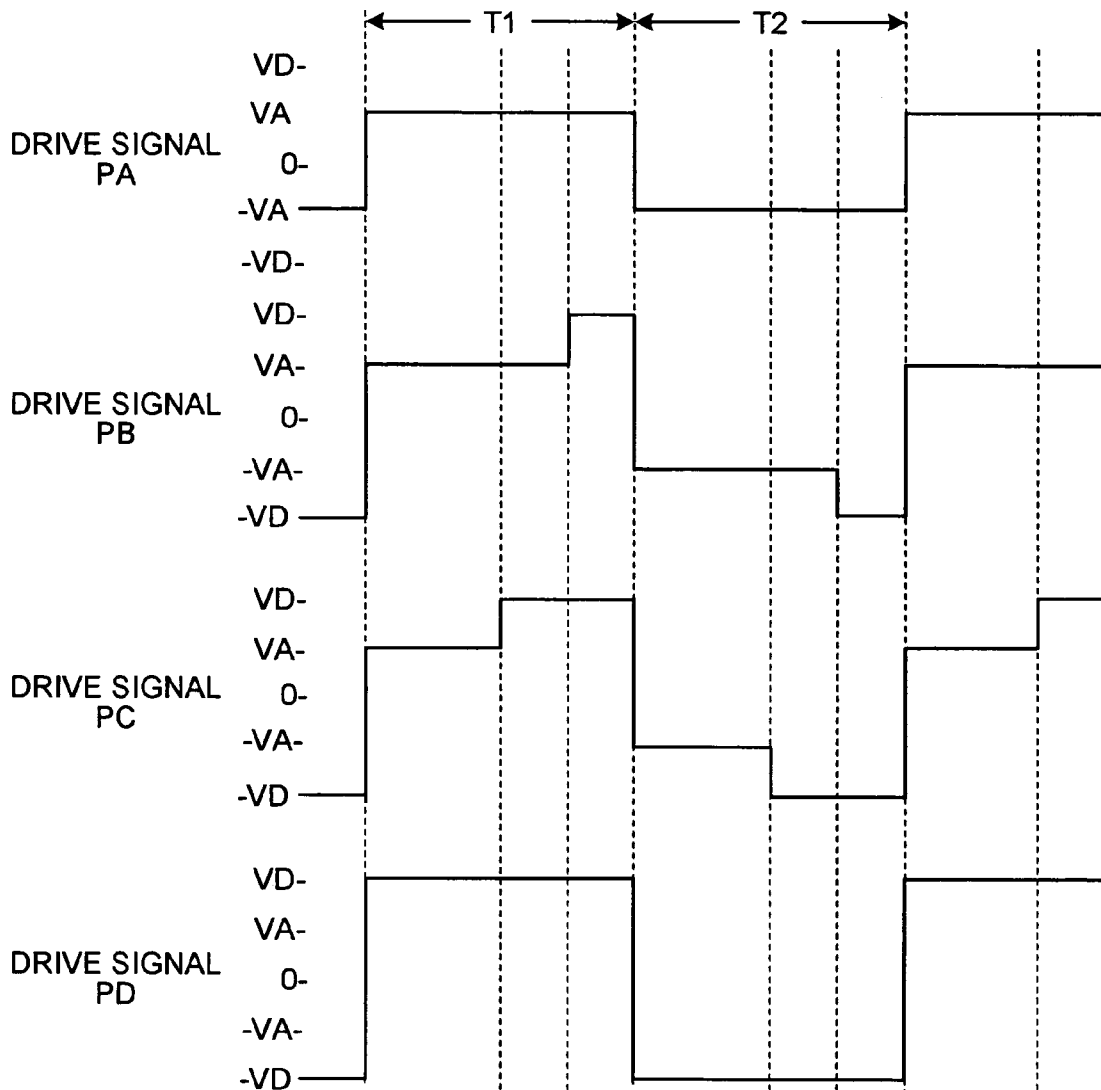 T1
T2
VD-
VA
DRIVE SIGNAL
PA
0-
-VA
-VD-
VD-
VA-
DRIVE SIGNAL
PB
0-
-VA-
-VD
VD-
VA-
DRIVE SIGNAL
PC
0-
-VA-
-VD
VD-
VA-
DRIVE SIGNAL
PD
0-
-VA-
-VD